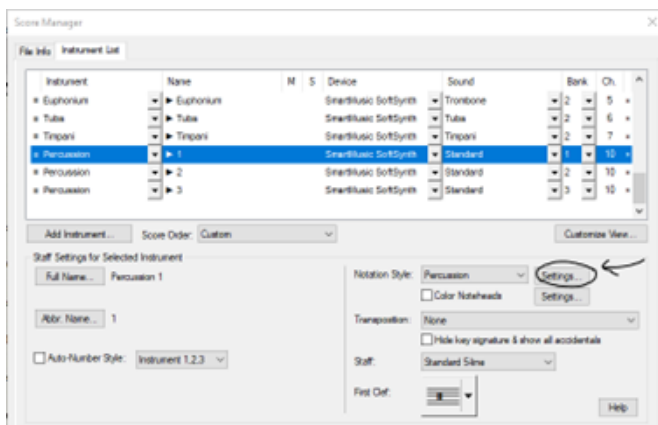 Score Manager
File Info Instrument List
Instrument Name M S Device Sound Bank Ch.
Euphonium Euphonium SmartMusic SoftSynth Trombone 2 5
Tuba Tuba SmartMusic SoftSynth Tuba 2 6
Timpani Timpani SmartMusic SoftSynth Timpani 2 7
Percussion 1 SmartMusic SoftSynth Standard 1 10
Percussion 2 SmartMusic SoftSynth Standard 2 10
Percussion 3 SmartMusic SoftSynth Standard 3 10
Add Instrument... Score Order: Custom Customize View...
Staff Settings for Selected Instrument
Full Name... Percussion 1 Notation Style: Percussion Settings...
Color Noteheads Settings...
Abbr. Name... 1 Transposition: None
Hide key signature & show all accidentals
Auto-Number Style: Instrument 1,2,3 Staff: Standard 5-line
First Clef:
Help